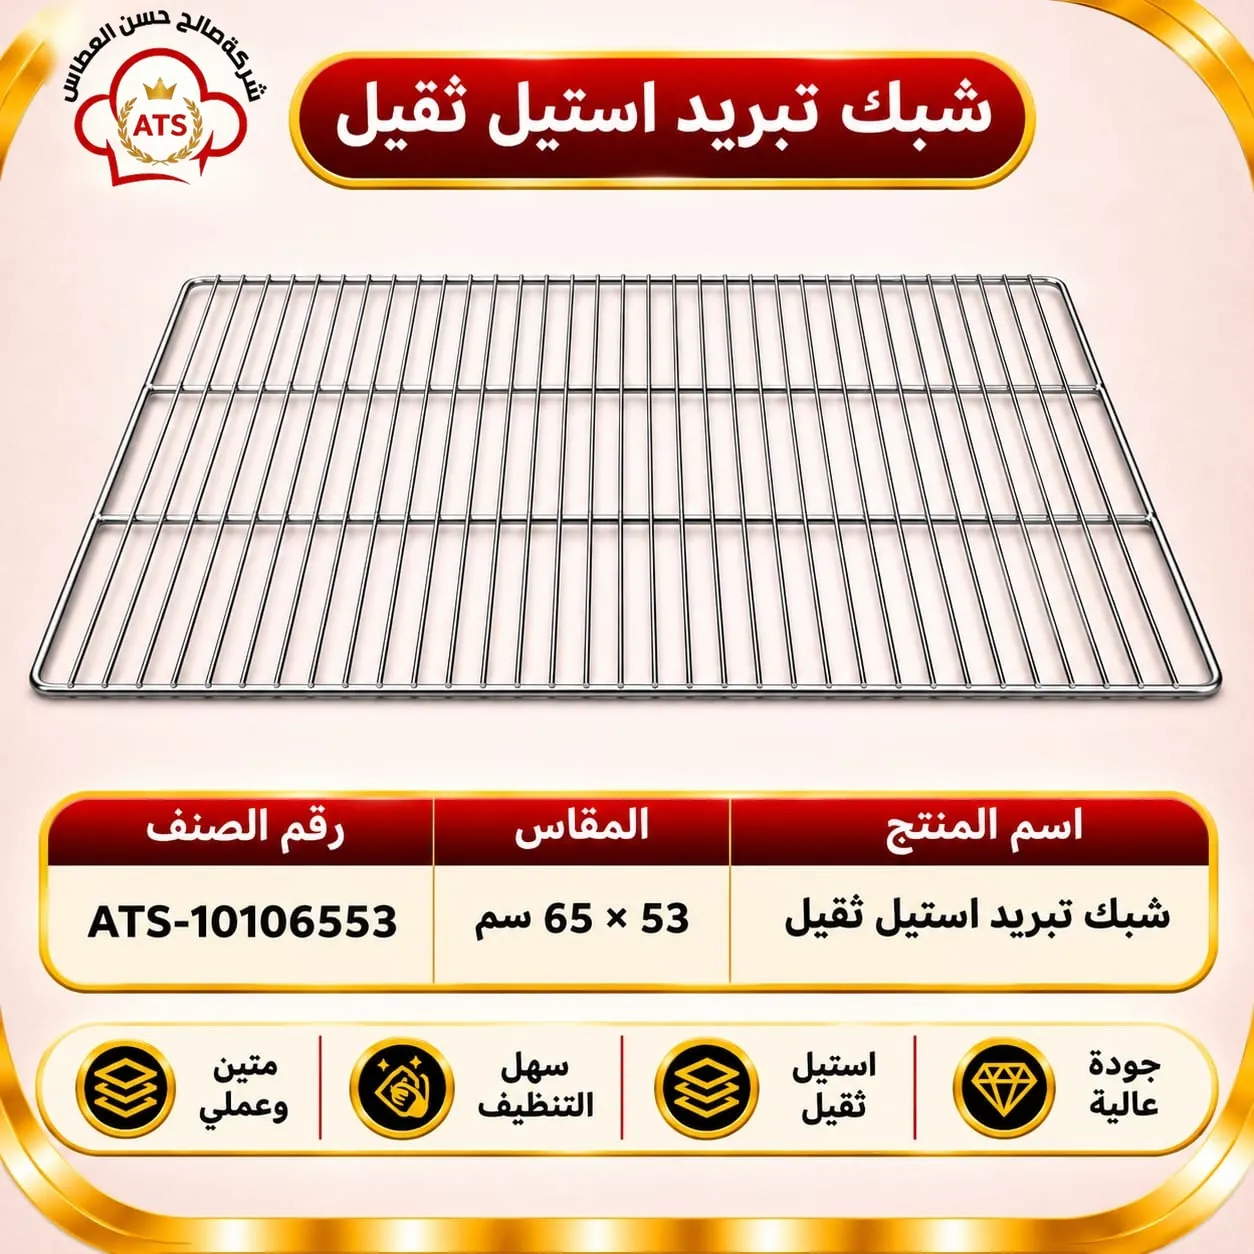 شركة صالح حسن العطاس
ATS
شبك تبريد استيل ثقيل
اسم المنتج
المقاس
رقم الصنف
شبك تبريد استيل ثقيل
53 × 65 سم
ATS-10106553
جودة
عالية
استيل
ثقيل
سهل
التنظيف
متين
وعملي